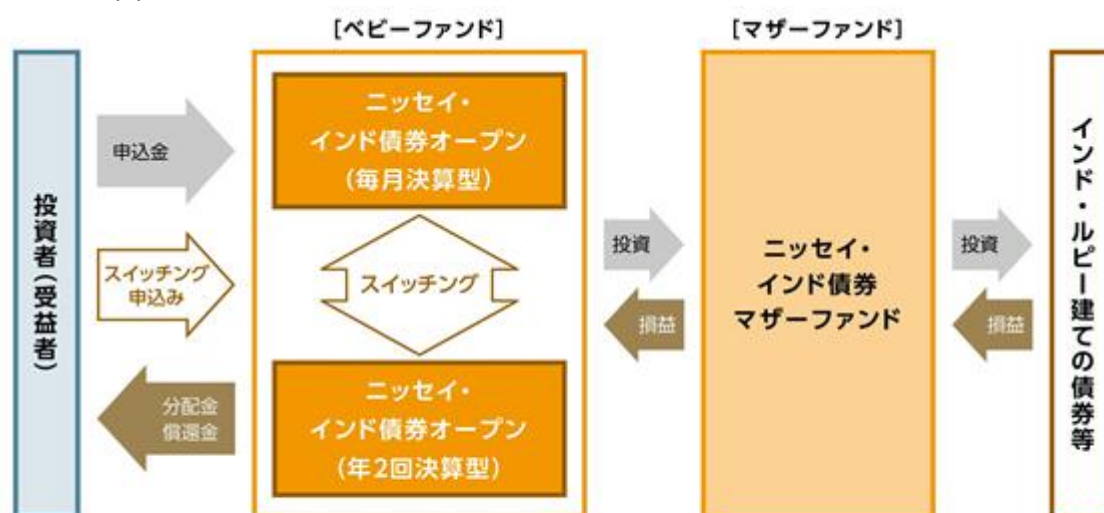 [ベビーファンド]
[マザーファンド]
投資者（受益者）
申込金
スイッチング
申込み
分配金
償還金
ニッセイ・
インド債券オープン
（毎月決算型）
スイッチング
ニッセイ・
インド債券オープン
（年2回決算型）
投資
損益
ニッセイ・
インド債券
マザーファンド
投資
損益
インド・ルピー建ての債券等